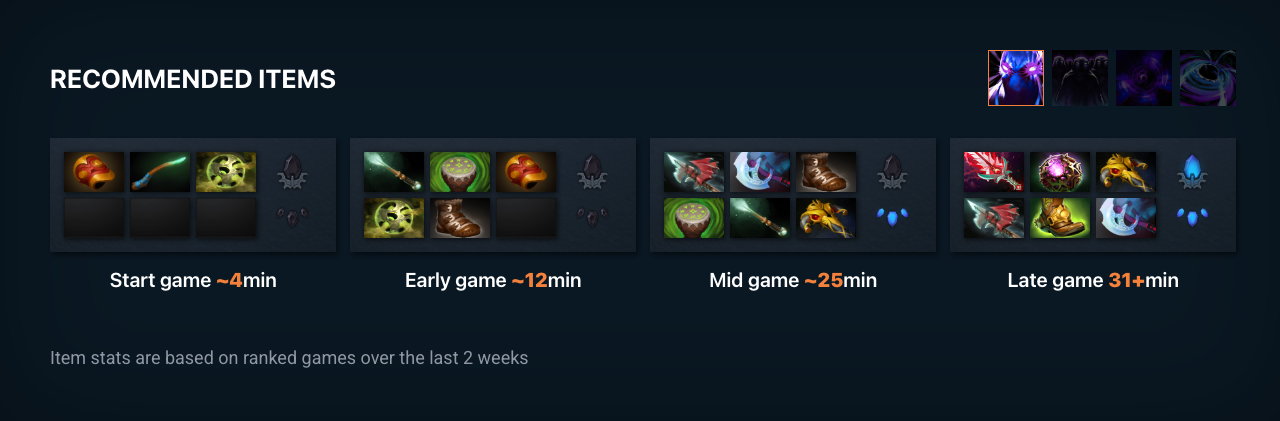 RECOMMENDED ITEMS
Start game ~4min
Early game ~12min
Mid game ~25min
Late game 31+min
Item stats are based on ranked games over the last 2 weeks